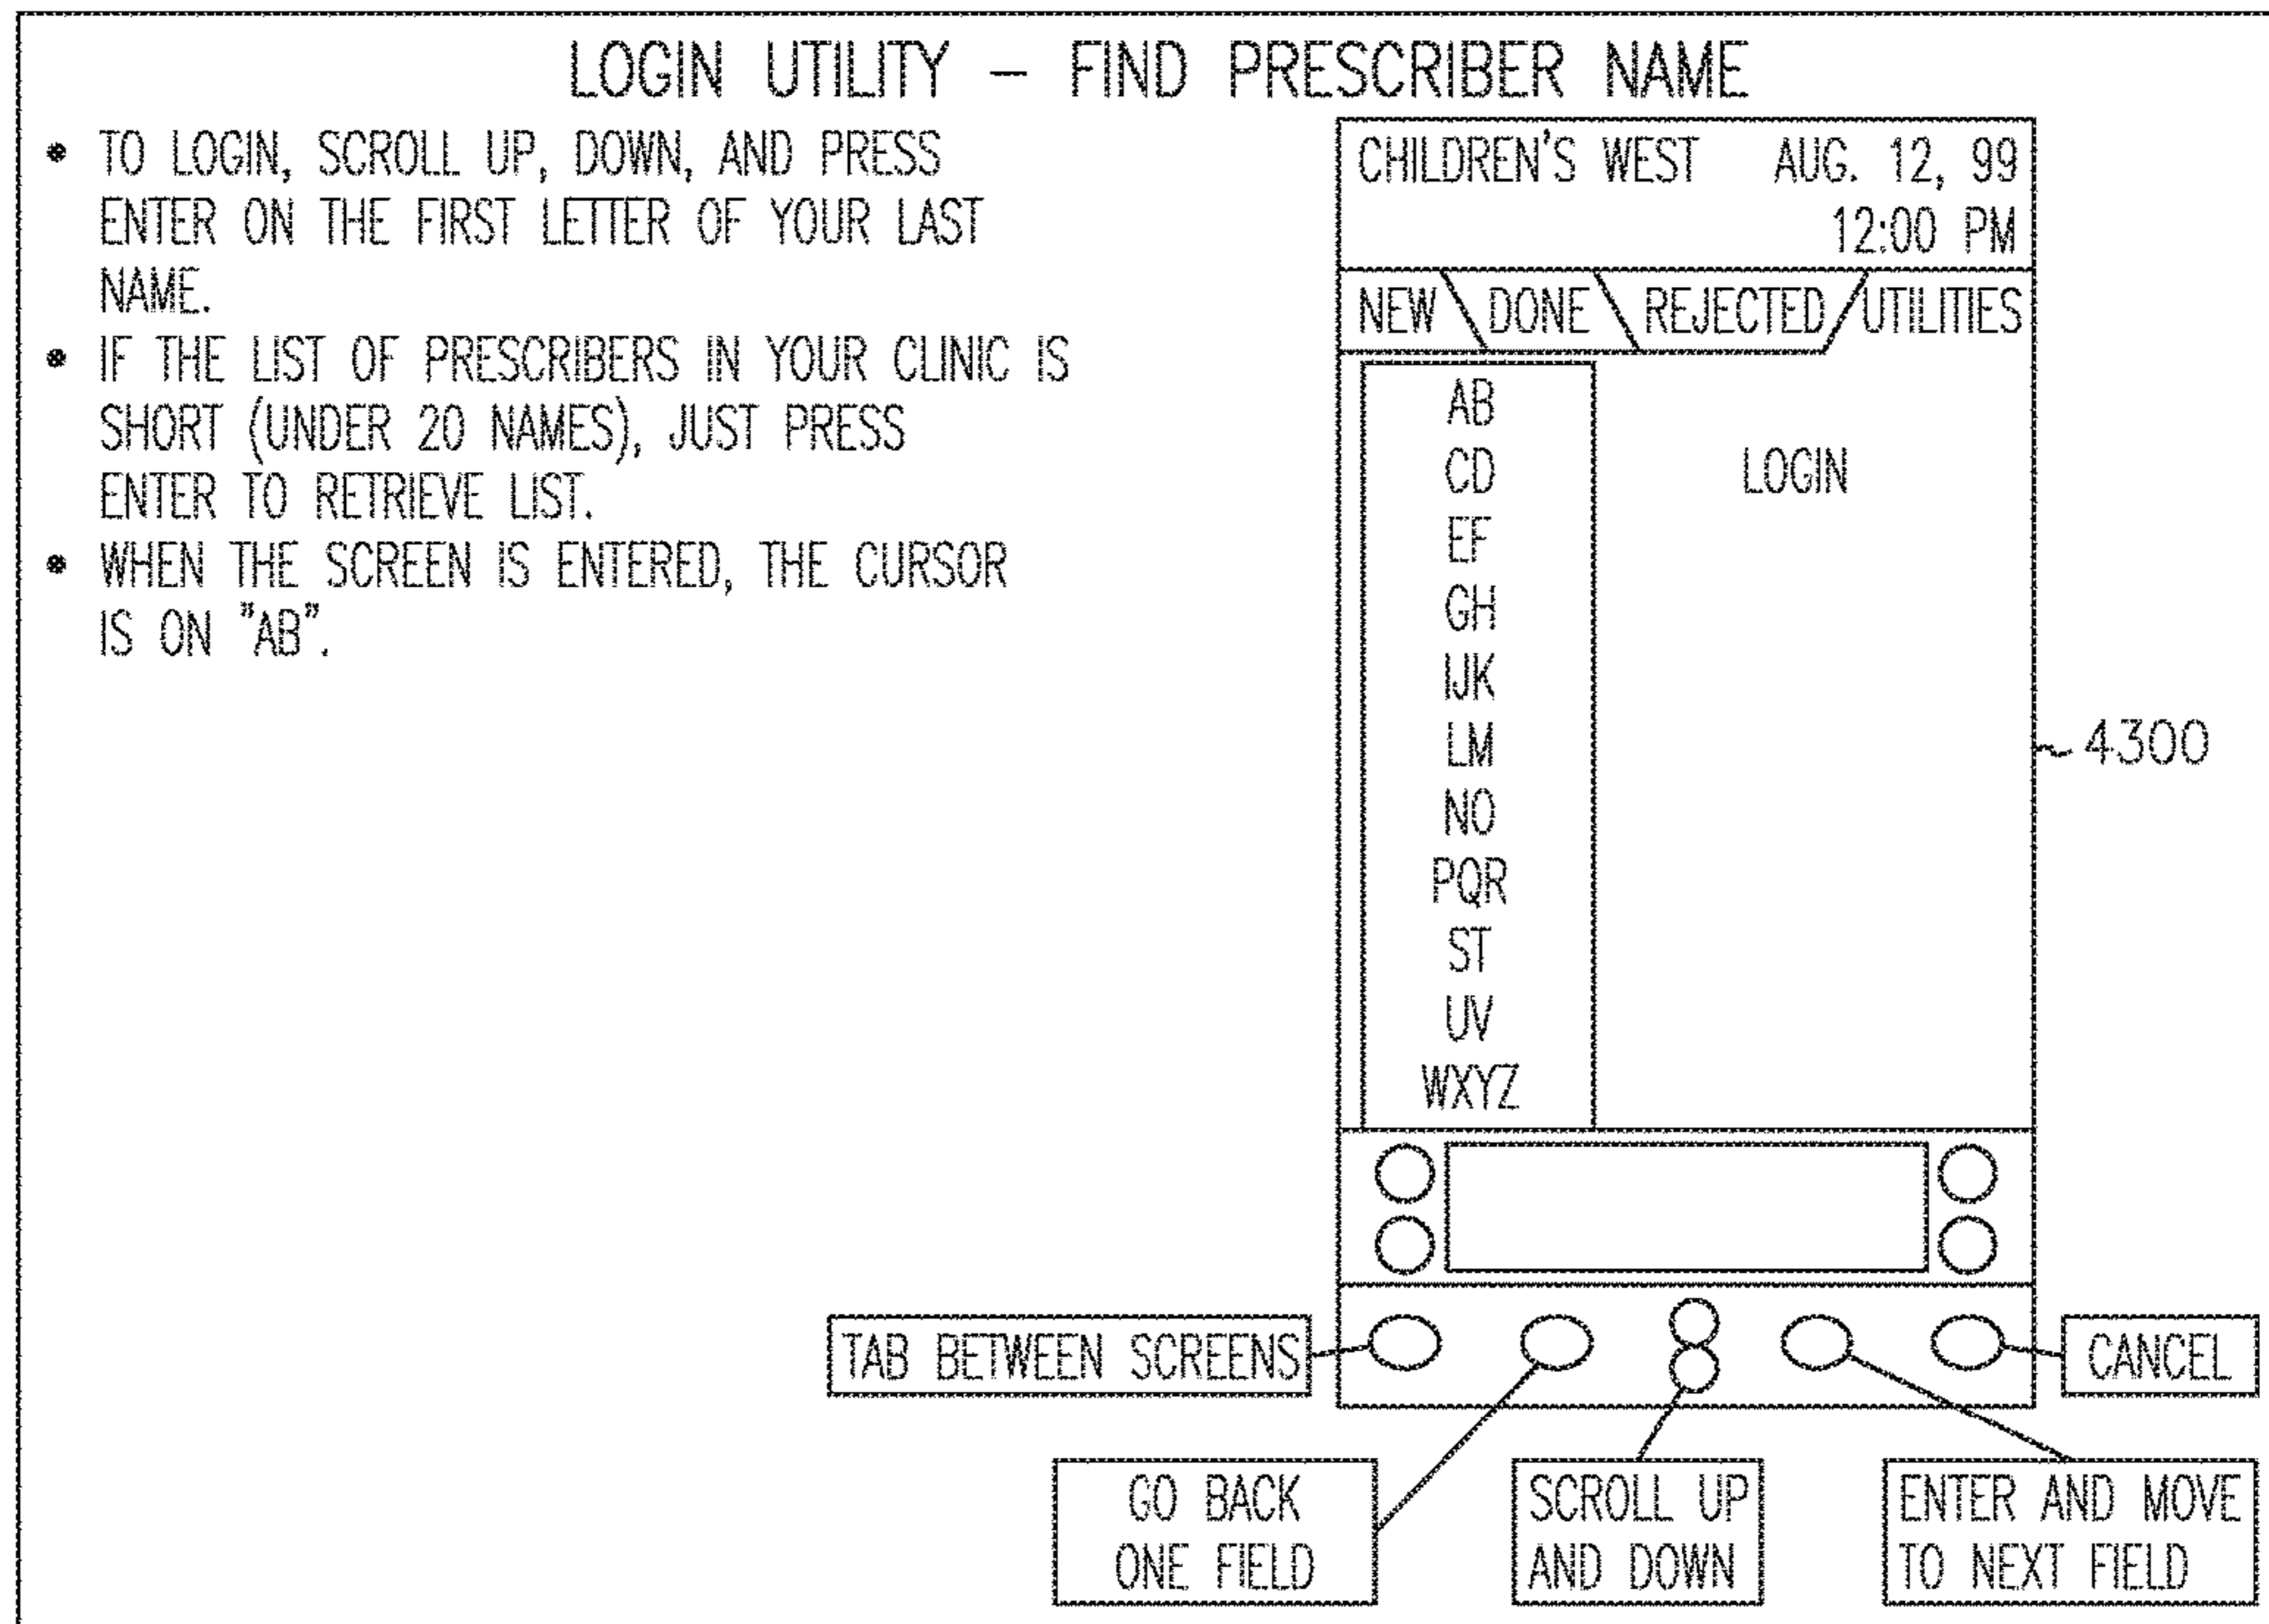 LOGIN UTILITY – FIND PRESCRIBER NAME
• TO LOGIN, SCROLL UP, DOWN, AND PRESS
ENTER ON THE FIRST LETTER OF YOUR LAST
NAME.
• IF THE LIST OF PRESCRIBERS IN YOUR CLINIC IS
SHORT (UNDER 20 NAMES), JUST PRESS
ENTER TO RETRIEVE LIST.
• WHEN THE SCREEN IS ENTERED, THE CURSOR
IS ON "AB".
CHILDREN'S WEST AUG. 12, 99
12:00 PM
NEW DONE REJECTED UTILITIES
AB
CD
LOGIN
EF
GH
IJK
LM
4300
NO
PQR
ST
UV
WXYZ
TAB BETWEEN SCREENS
CANCEL
GO BACK
ONE FIELD
SCROLL UP
AND DOWN
ENTER AND MOVE
TO NEXT FIELD